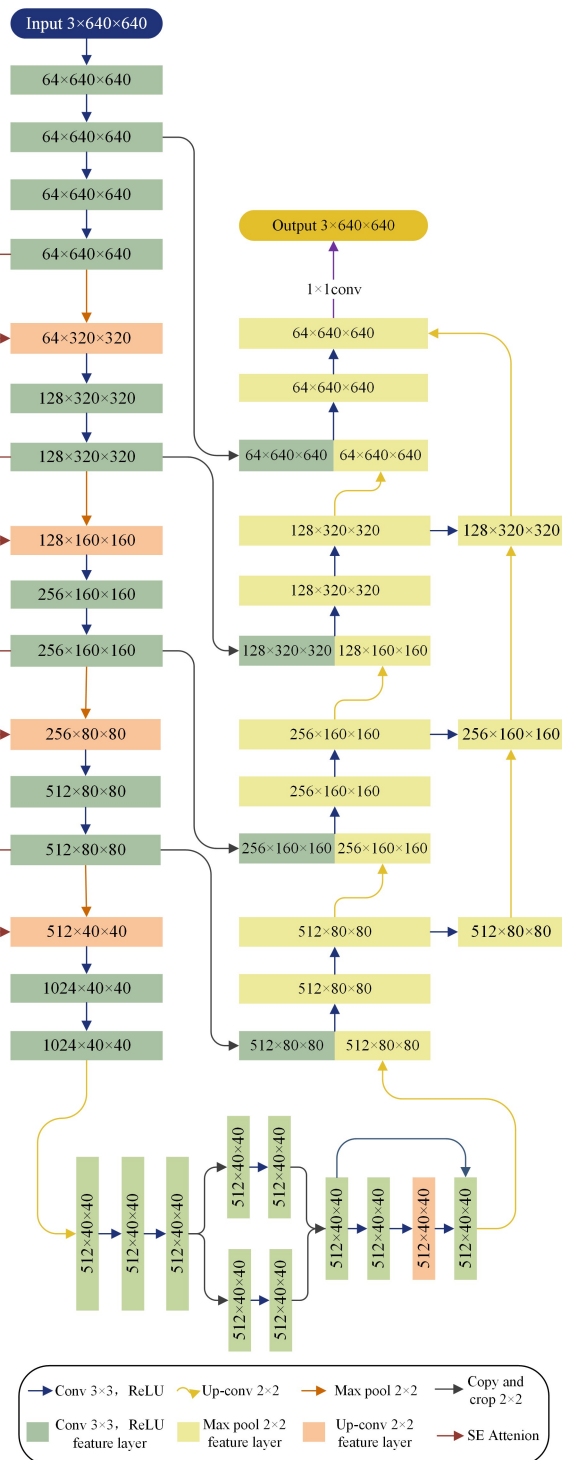 Input 3×640×640
64×640×640
64×640×640
64×640×640
64×640×640
64×320×320
128×320×320
128×320×320
128×160×160
256×160×160
256×160×160
256×80×80
512×80×80
512×80×80
512×40×40
1024×40×40
1024×40×40
Output 3×640×640
1×1conv
64×640×640
64×640×640
64×640×640 64×640×640
128×320×320 128×320×320
128×320×320
128×320×320 128×160×160
256×160×160 256×160×160
256×160×160
256×160×160 256×160×160
512×80×80 512×80×80
512×80×80
512×80×80 512×80×80
512×40×40
512×40×40
512×40×40
512×40×40
512×40×40
512×40×40
512×40×40
512×40×40
512×40×40
512×40×40
512×40×40
Conv 3×3，ReLU
Up-conv 2×2
Max pool 2×2
Copy and
crop 2×2
Conv 3×3，ReLU
feature layer
Max pool 2×2
feature layer
Up-conv 2×2
feature layer
SE Attenion